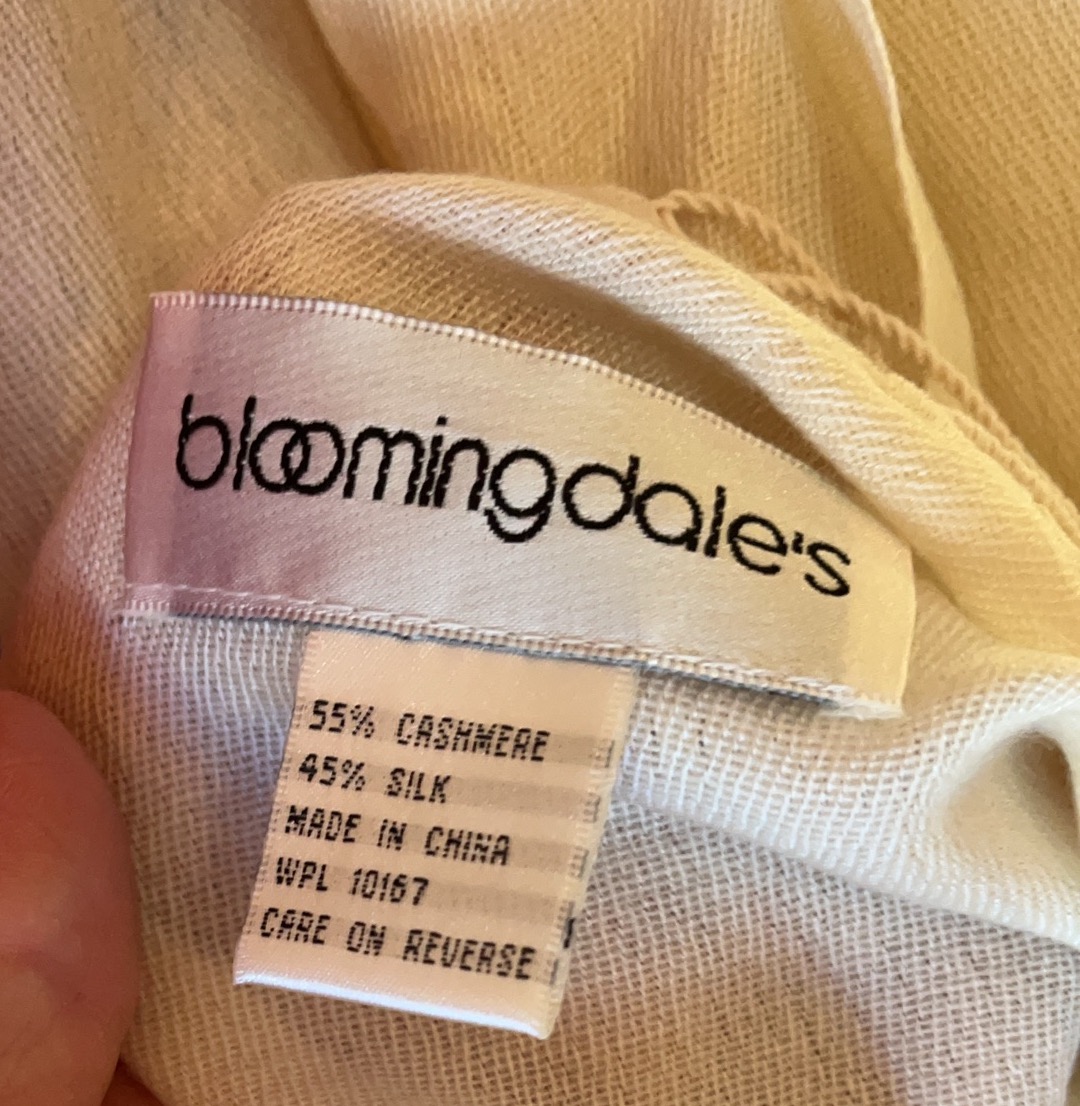 bloomingdale's
55% CASHMERE
45% SILK
MADE IN CHINA
WPL 10167
CARE ON REVERSE